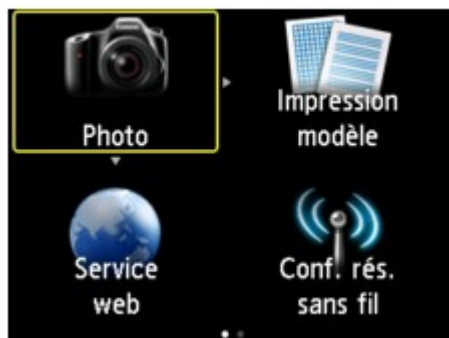 Photo
Impression
modèle
Service
web
Conf. rés.
sans fil